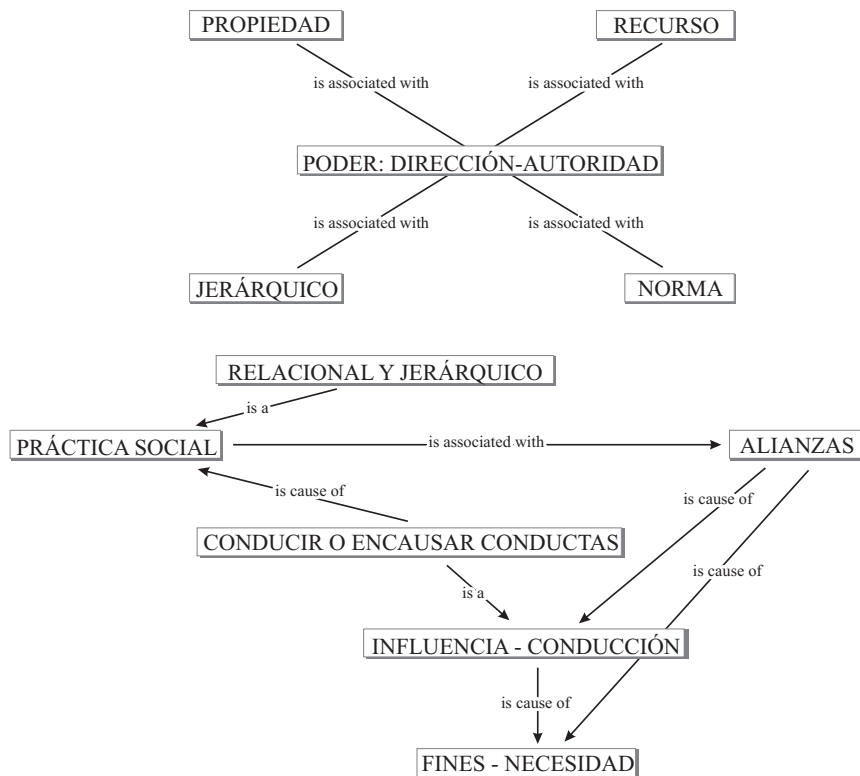 PROPIEDAD
RECURSO
is associated with
is associated with
PODER: DIRECCIÓN-AUTORIDAD
is associated with
is associated with
JERÁRQUICO
NORMA
RELACIONAL Y JERÁRQUICO
is a
PRÁCTICA SOCIAL
is associated with
ALIANZAS
is cause of
is cause of
CONDUCIR O ENCAUSAR CONDUCTAS
is cause of
is a
INFLUENCIA - CONDUCCIÓN
is cause of
FINES - NECESIDAD